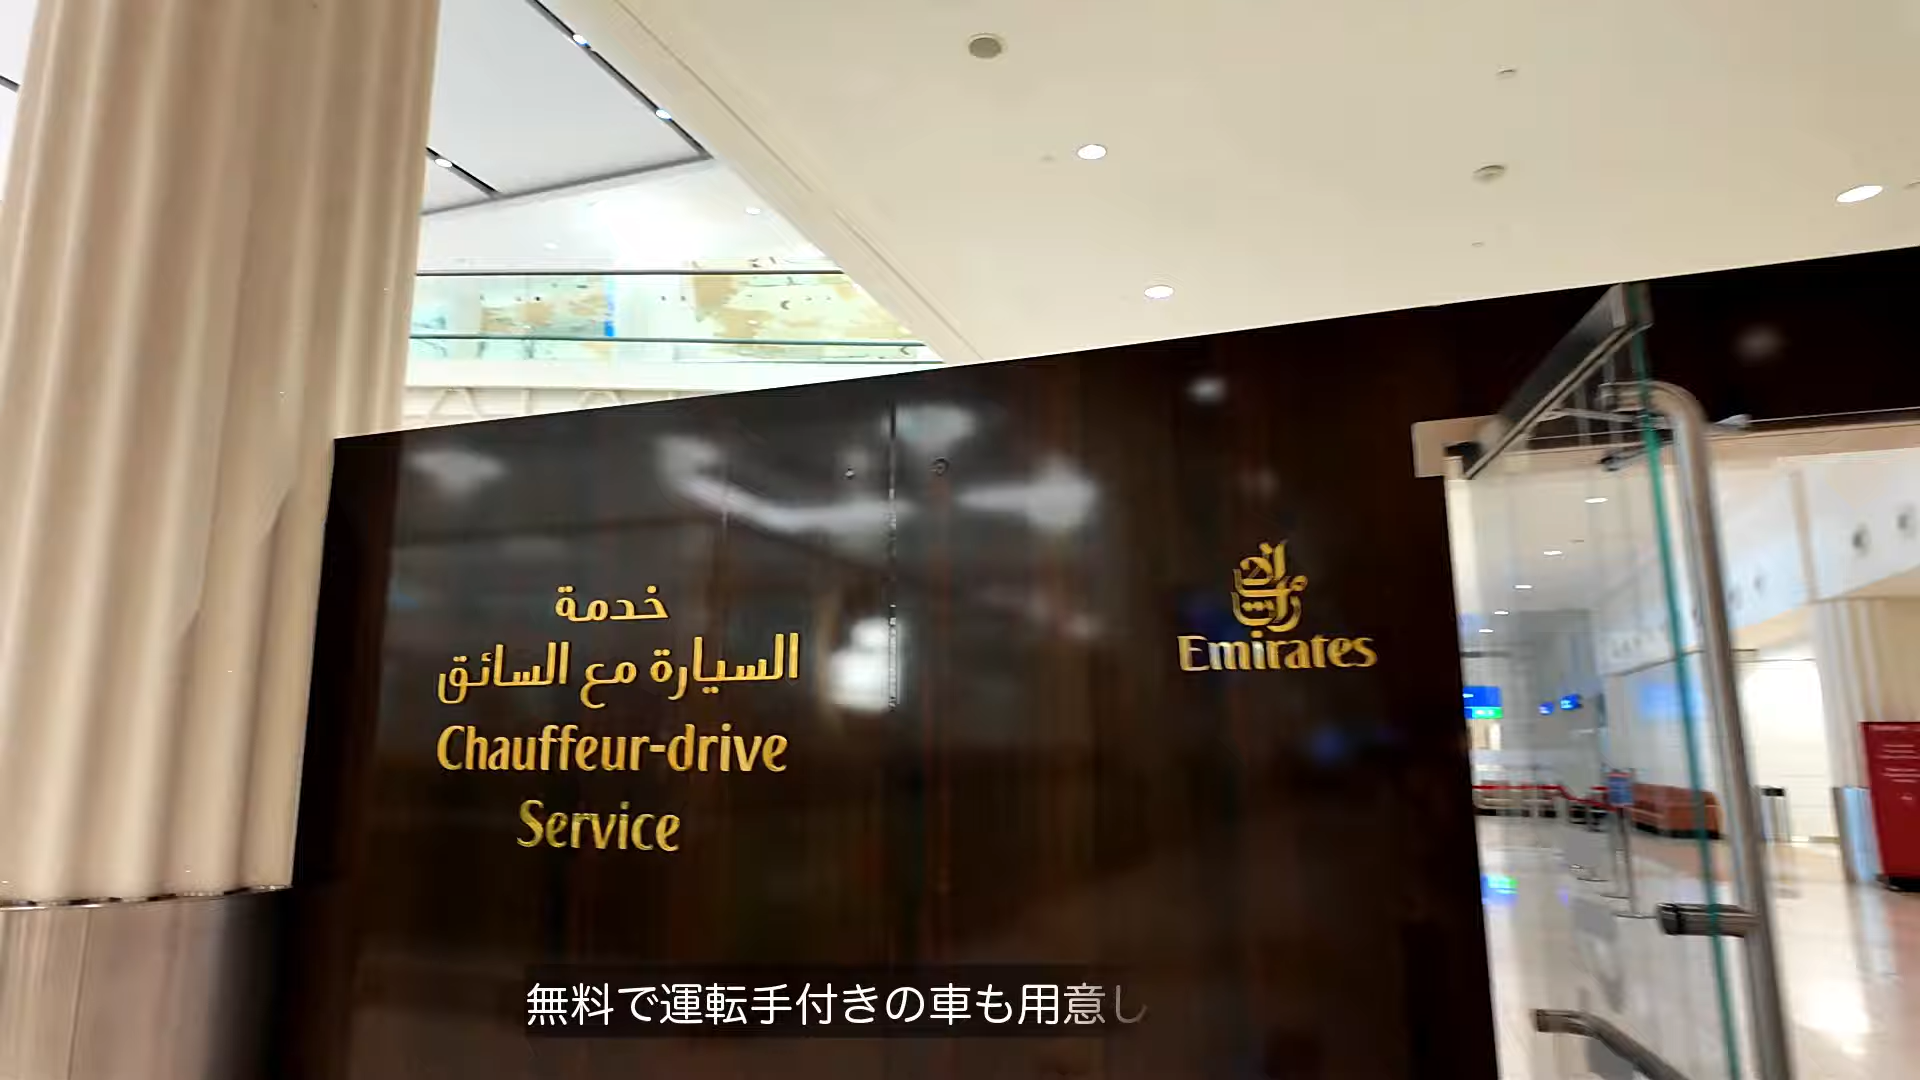 خدمة
السيارة مع السائق
Chauffeur-drive
Service
الإمارات
Emirates
無料で運転手付きの車も用意し